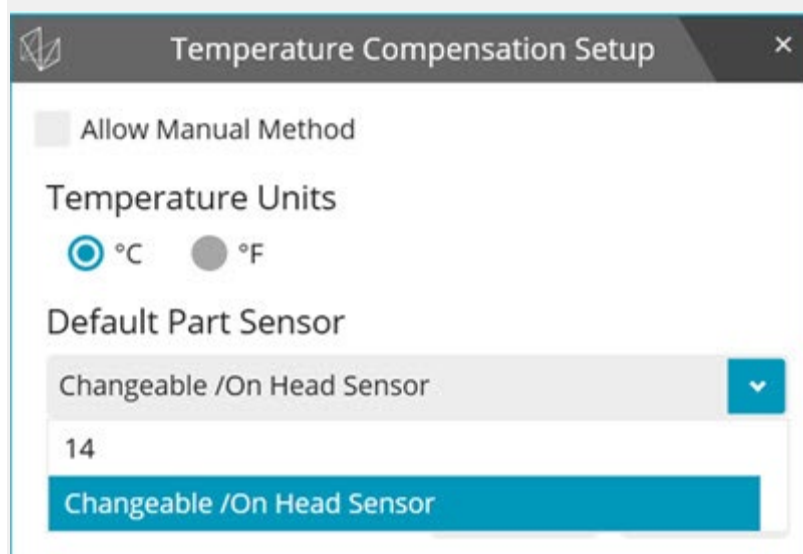 Temperature Compensation Setup ×
Allow Manual Method
Temperature Units
°C °F
Default Part Sensor
Changeable /On Head Sensor
14
Changeable /On Head Sensor